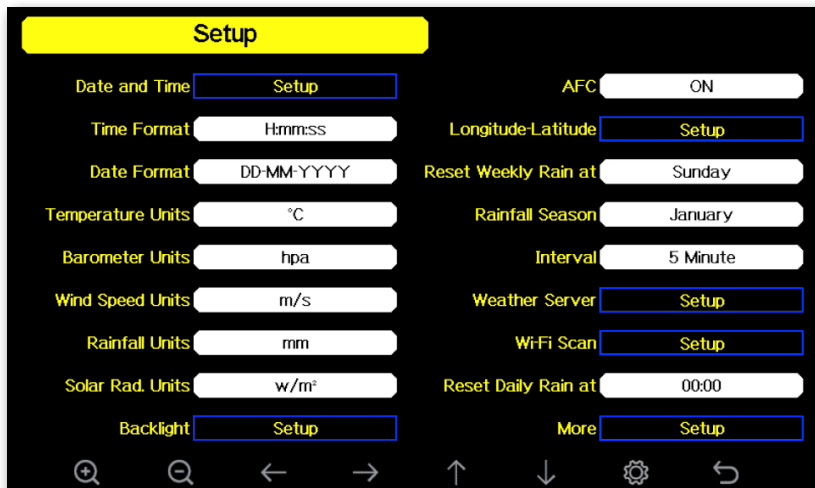 Setup
Date and Time Setup
Time Format H:mm:ss
Date Format DD-MM-YYYY
Temperature Units °C
Barometer Units hpa
Wind Speed Units m/s
Rainfall Units mm
Solar Rad. Units w/m²
Backlight Setup
AFC ON
Longitude-Latitude Setup
Reset Weekly Rain at Sunday
Rainfall Season January
Interval 5 Minute
Weather Server Setup
Wi-Fi Scan Setup
Reset Daily Rain at 00:00
More Setup